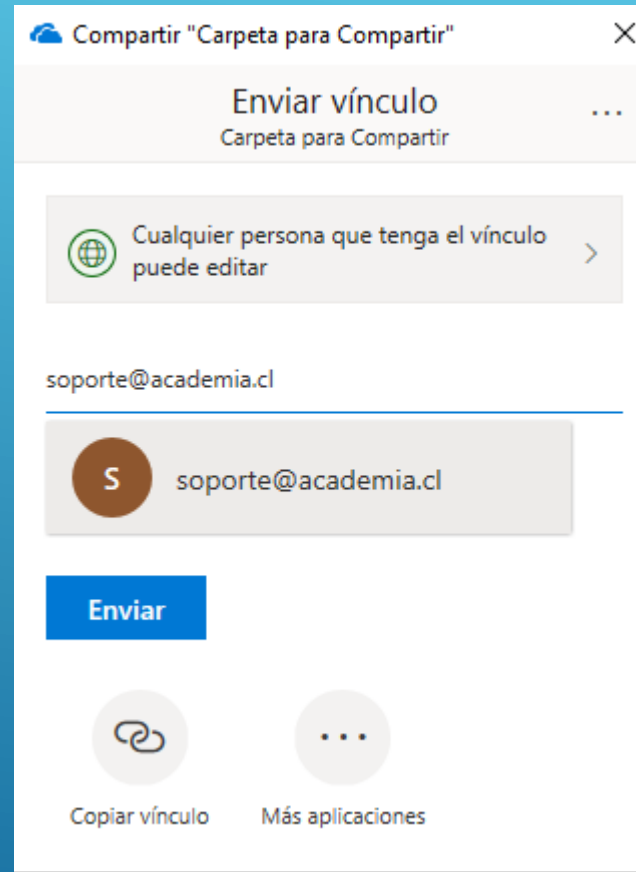 Compartir "Carpeta para Compartir"
Enviar vínculo
...
Carpeta para Compartir
Cualquier persona que tenga el vínculo
puede editar
soporte@academia.cl
S
soporte@academia.cl
Enviar
Copiar vínculo
Más aplicaciones